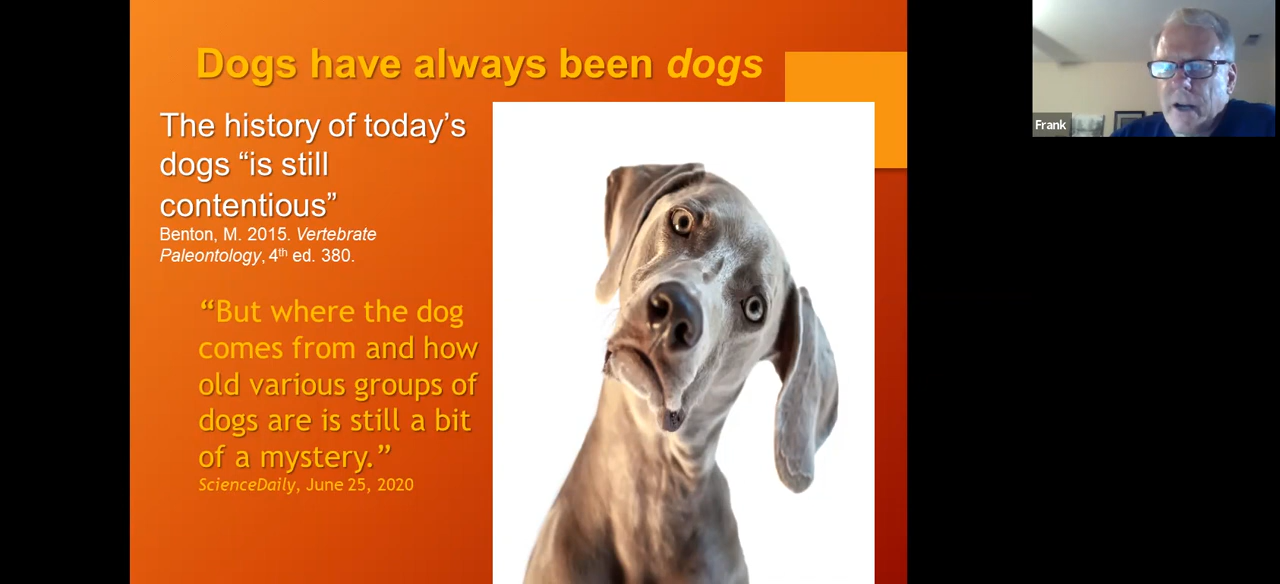 Dogs have always been dogs
The history of today’s
dogs “is still
contentious”
Benton, M. 2015. Vertebrate
Paleontology, 4th ed. 380.
“But where the dog
comes from and how
old various groups of
dogs are is still a bit
of a mystery.”
ScienceDaily, June 25, 2020
Frank